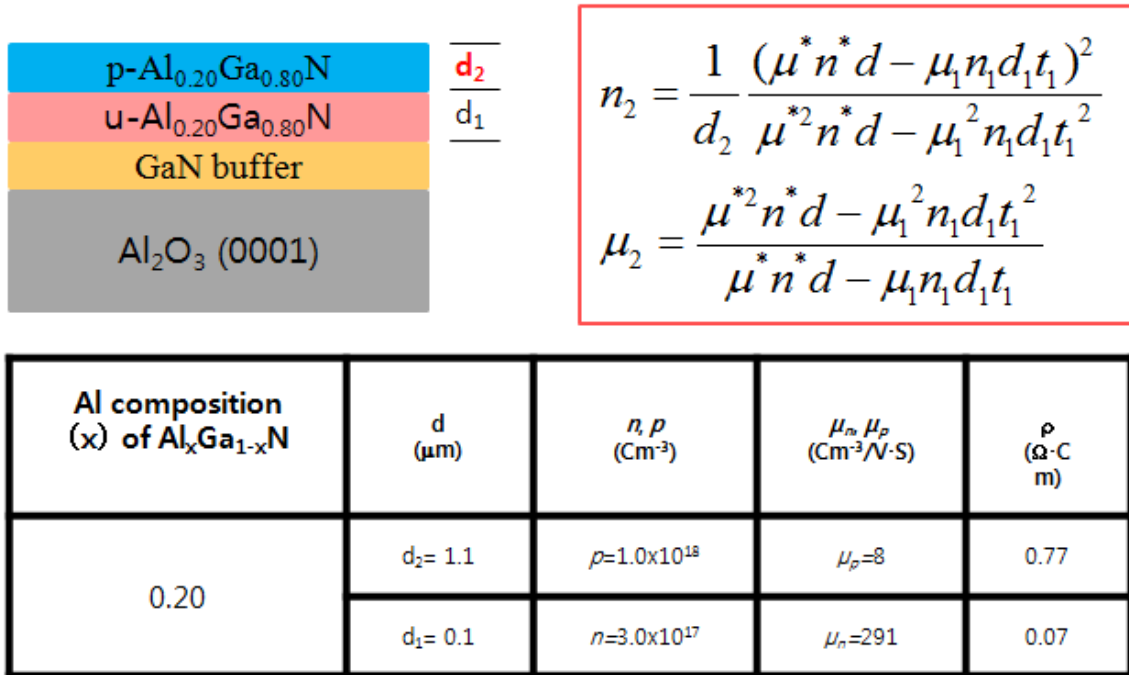 p-Al₀.₂₀Ga₀.₈₀N
d₂
u-Al₀.₂₀Ga₀.₈₀N
d₁
GaN buffer
Al₂O₃ (0001)
n₂ = 1/d₂ (μ*n*d − μ₁n₁d₁t₁)² / (μ*²n*d − μ₁²n₁d₁t₁²)
μ₂ = (μ*²n*d − μ₁²n₁d₁t₁²) / (μ*n*d − μ₁n₁d₁t₁)
Al composition
(x) of AlₓGa₁₋ₓN
d
(μm)
n, p
(Cm⁻³)
μₙ, μₚ
(Cm⁻³/V·S)
ρ
(Ω·C
m)
0.20
d₂= 1.1
p=1.0x10¹⁸
μₚ=8
0.77
d₁= 0.1
n=3.0x10¹⁷
μₙ=291
0.07